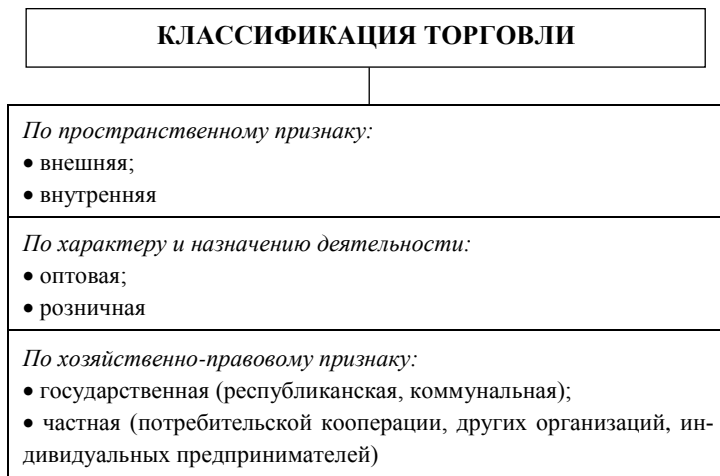 КЛАССИФИКАЦИЯ ТОРГОВЛИ
По пространственному признаку:
• внешняя;
• внутренняя
По характеру и назначению деятельности:
• оптовая;
• розничная
По хозяйственно-правовому признаку:
• государственная (республиканская, коммунальная);
• частная (потребительской кооперации, других организаций, ин-
дивидуальных предпринимателей)